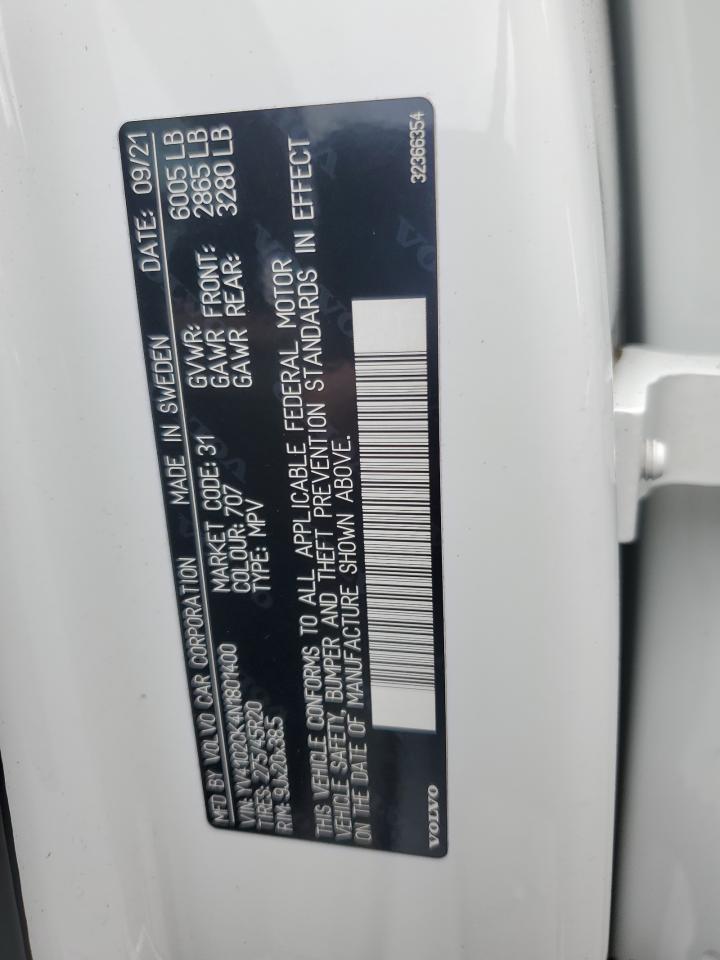 MFD BY VOLVO CAR CORPORATION MADE IN SWEDEN DATE: 09/21
VIN: YV4102CK4N1801400 MARKET CODE: 31 GVWR: 6005 LB
TIRES: 275/45R20 COLOUR: 707 GAWR FRONT: 2865 LB
RIM: 9Jx20x38.5 TYPE: MPV GAWR REAR: 3280 LB
THIS VEHICLE CONFORMS TO ALL APPLICABLE FEDERAL MOTOR
VEHICLE SAFETY, BUMPER AND THEFT PREVENTION STANDARDS IN EFFECT
ON THE DATE OF MANUFACTURE SHOWN ABOVE.
VOLVO 32366354